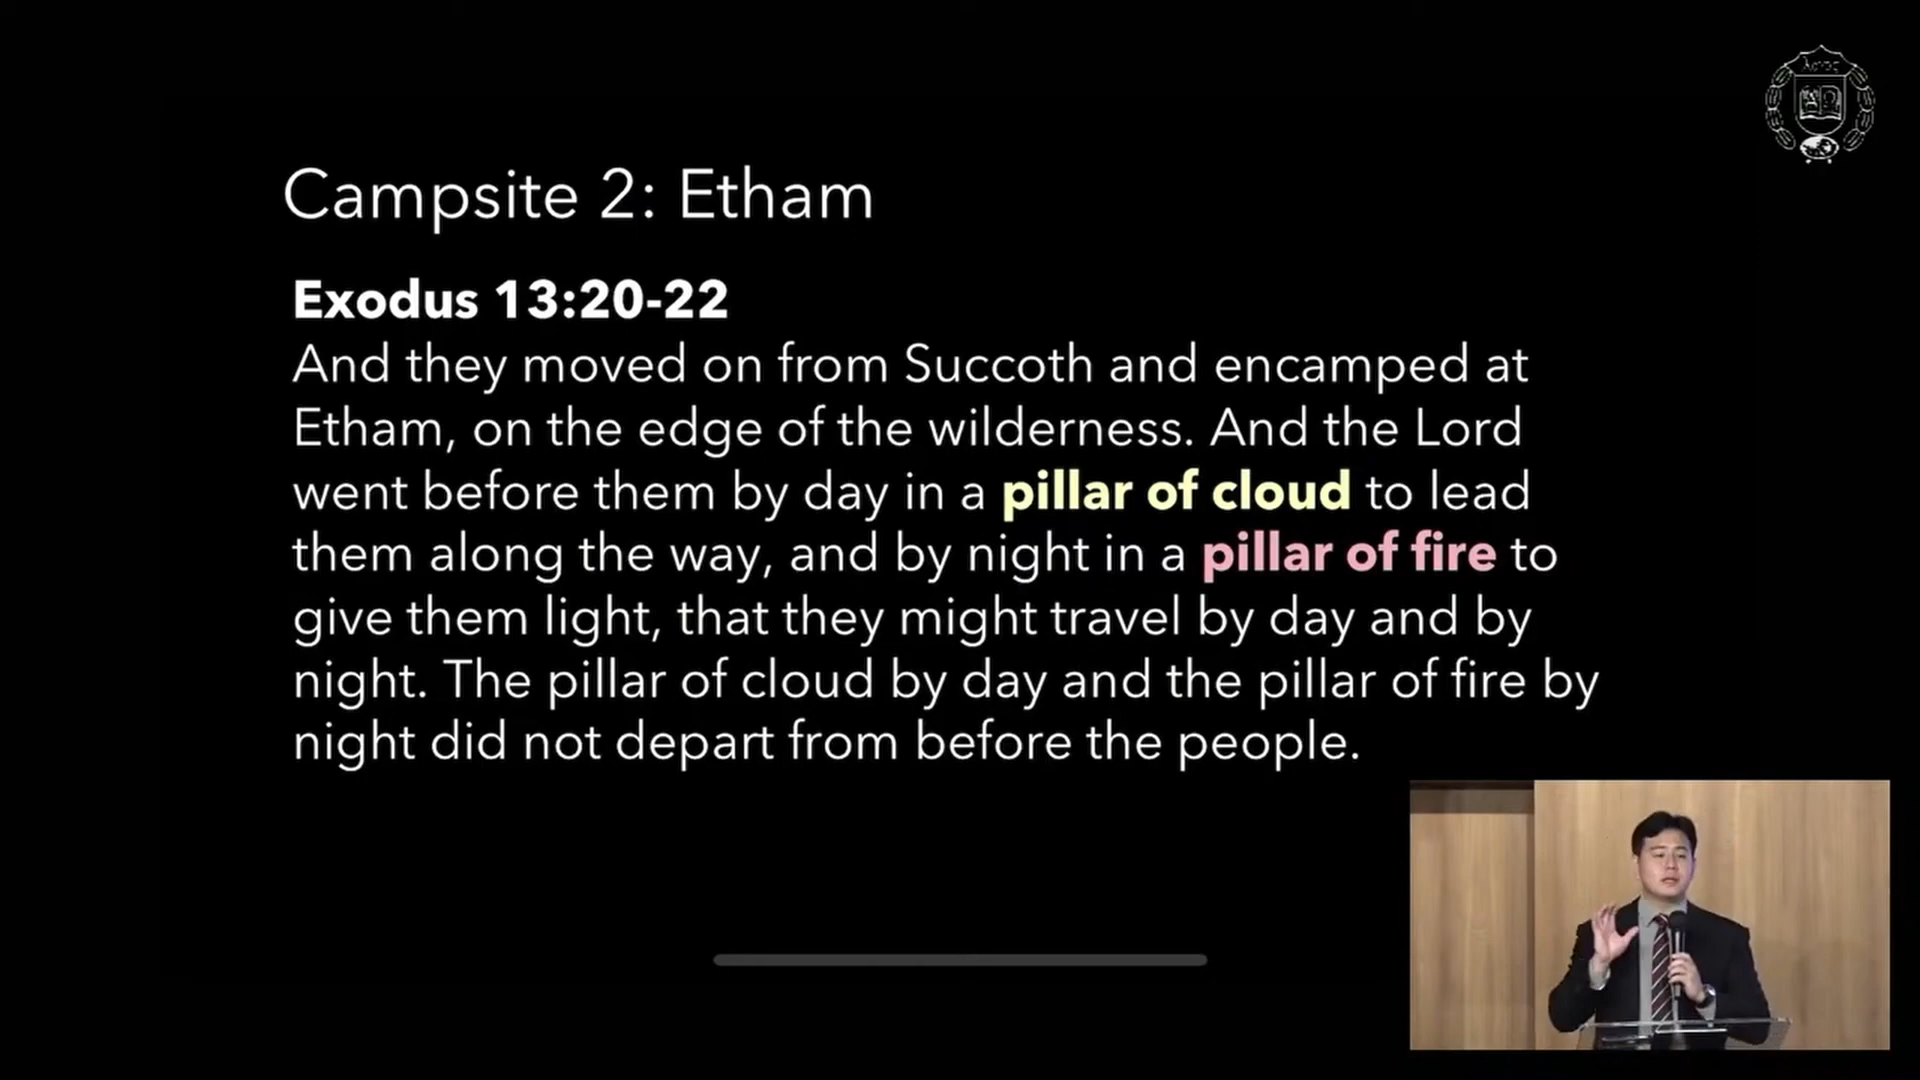 Campsite 2: Etham
Exodus 13:20-22
And they moved on from Succoth and encamped at
Etham, on the edge of the wilderness. And the Lord
went before them by day in a pillar of cloud to lead
them along the way, and by night in a pillar of fire to
give them light, that they might travel by day and by
night. The pillar of cloud by day and the pillar of fire by
night did not depart from before the people.